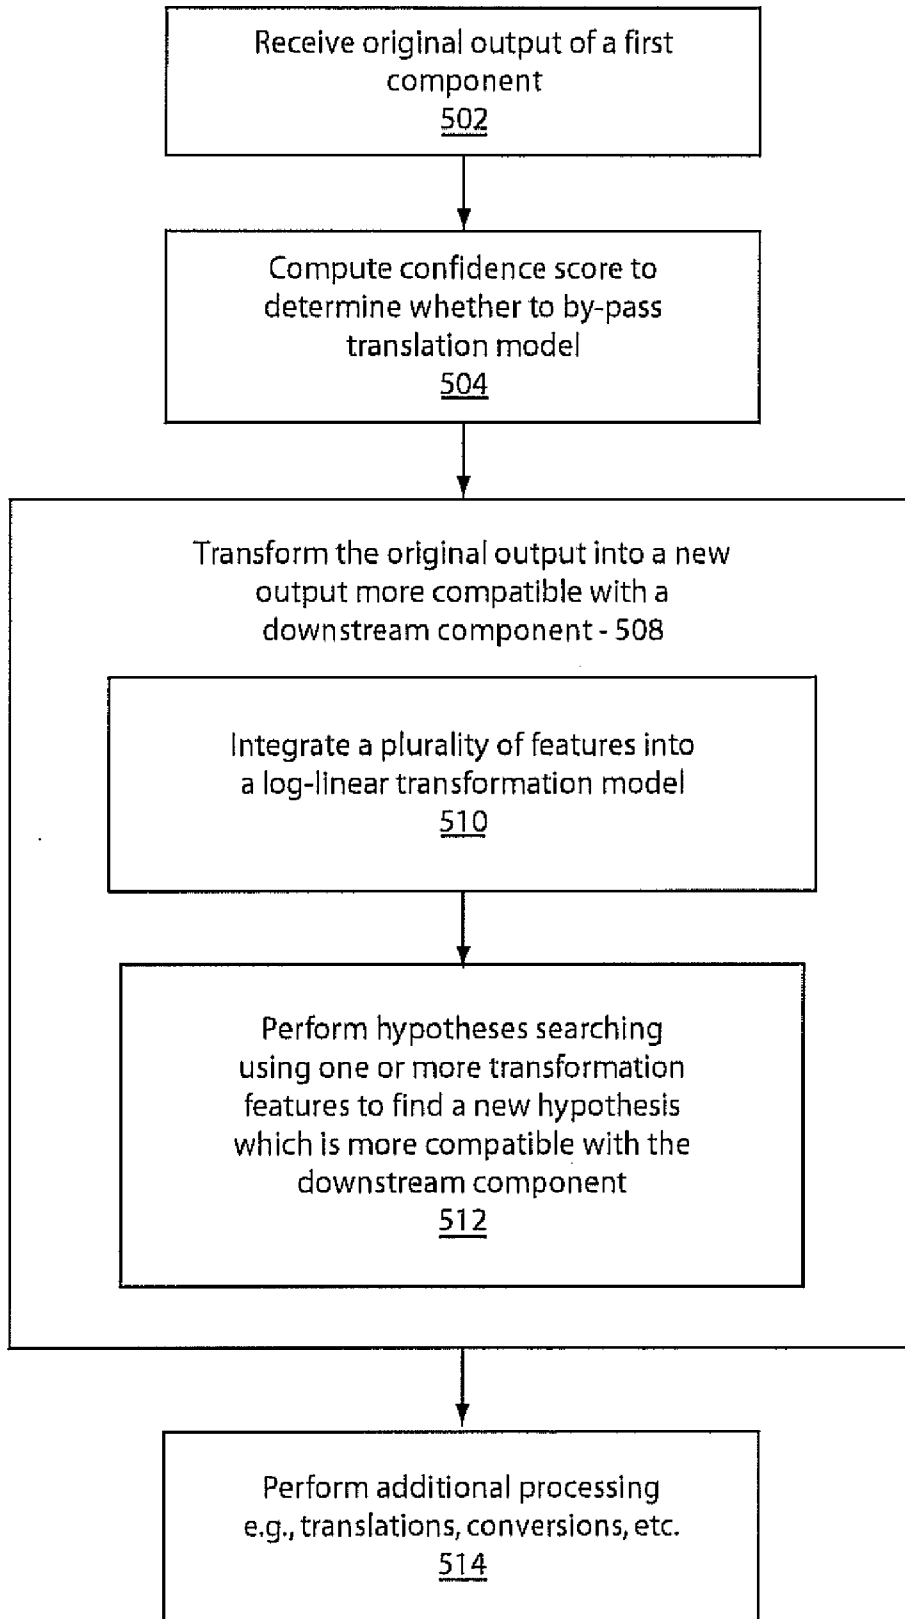 Receive original output of a first
component
502
Compute confidence score to
determine whether to by-pass
translation model
504
Transform the original output into a new
output more compatible with a
downstream component - 508
Integrate a plurality of features into
a log-linear transformation model
510
Perform hypotheses searching
using one or more transformation
features to find a new hypothesis
which is more compatible with the
downstream component
512
Perform additional processing
e.g., translations, conversions, etc.
514